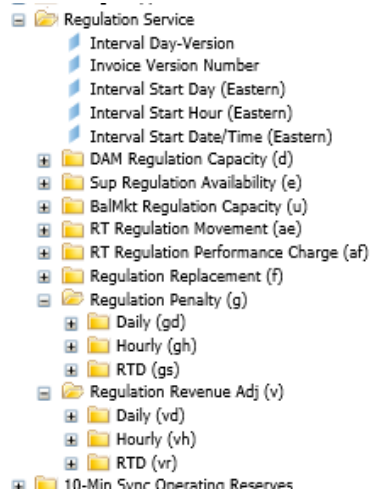 Regulation Service
Interval Day-Version
Invoice Version Number
Interval Start Day (Eastern)
Interval Start Hour (Eastern)
Interval Start Date/Time (Eastern)
DAM Regulation Capacity (d)
Sup Regulation Availability (e)
BalMkt Regulation Capacity (u)
RT Regulation Movement (ae)
RT Regulation Performance Charge (af)
Regulation Replacement (f)
Regulation Penalty (g)
Daily (gd)
Hourly (gh)
RTD (gs)
Regulation Revenue Adj (v)
Daily (vd)
Hourly (vh)
RTD (vr)
10-Min Sync Operating Reserves